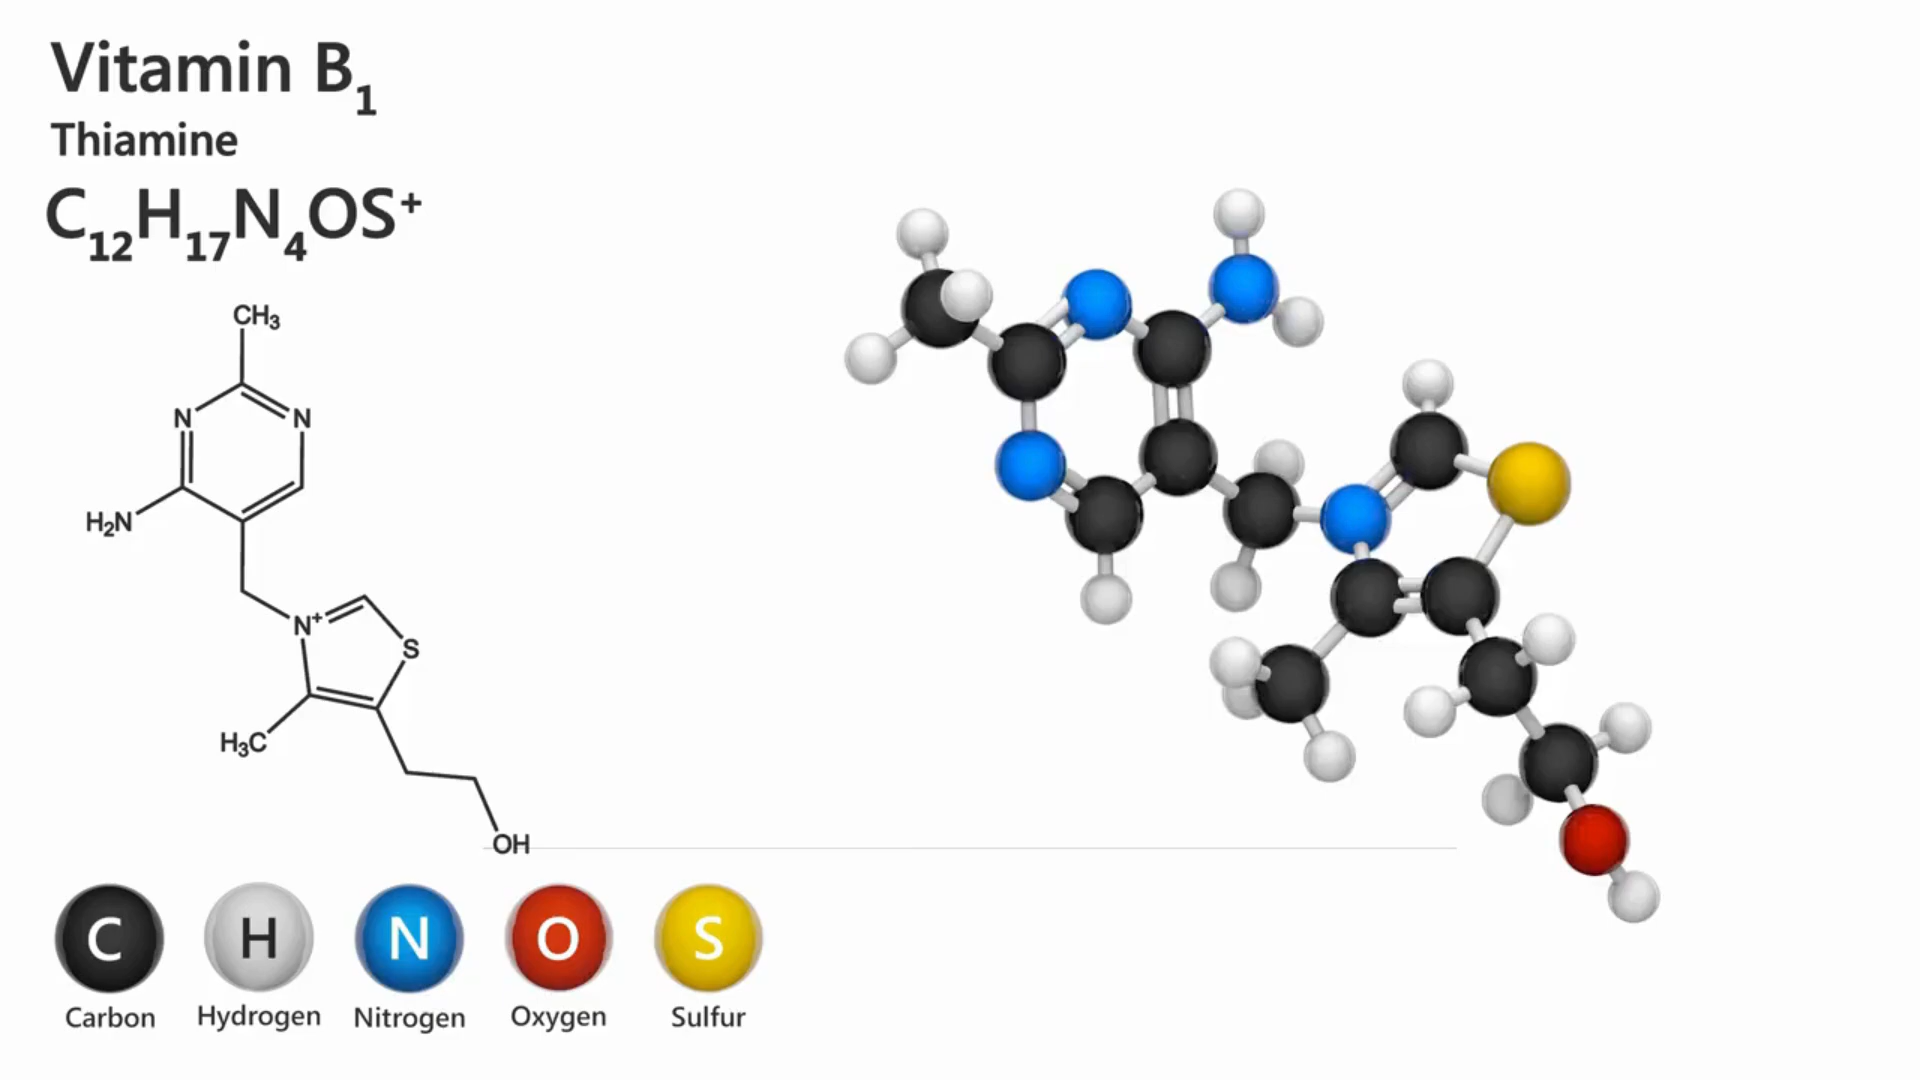 Vitamin B₁
Thiamine
C₁₂H₁₇N₄OS⁺
CH₃
N N
H₂N
N⁺
S
H₃C
OH
C H N O S
Carbon Hydrogen Nitrogen Oxygen Sulfur